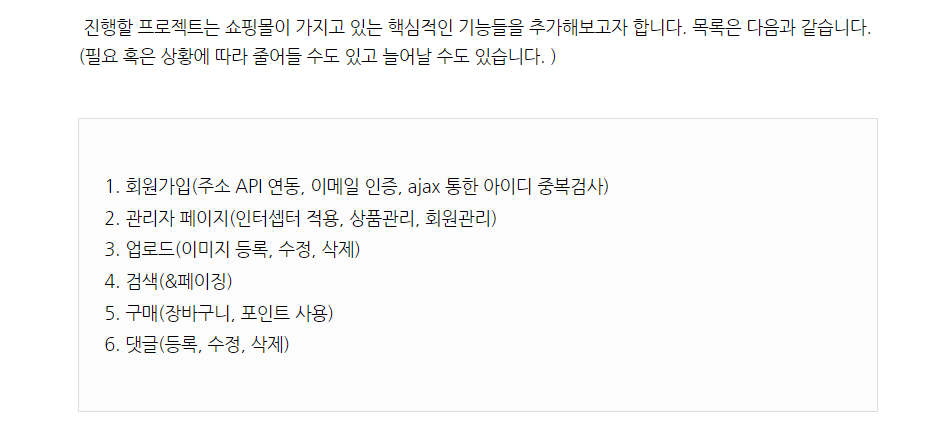 진행할 프로젝트는 쇼핑몰이 가지고 있는 핵심적인 기능들을 추가해보고자 합니다. 목록은 다음과 같습니다.
(필요 혹은 상황에 따라 줄어들 수도 있고 늘어날 수도 있습니다. )
1. 회원가입(주소 API 연동, 이메일 인증, ajax 통한 아이디 중복검사)
2. 관리자 페이지(인터셉터 적용, 상품관리, 회원관리)
3. 업로드(이미지 등록, 수정, 삭제)
4. 검색(&페이징)
5. 구매(장바구니, 포인트 사용)
6. 댓글(등록, 수정, 삭제)